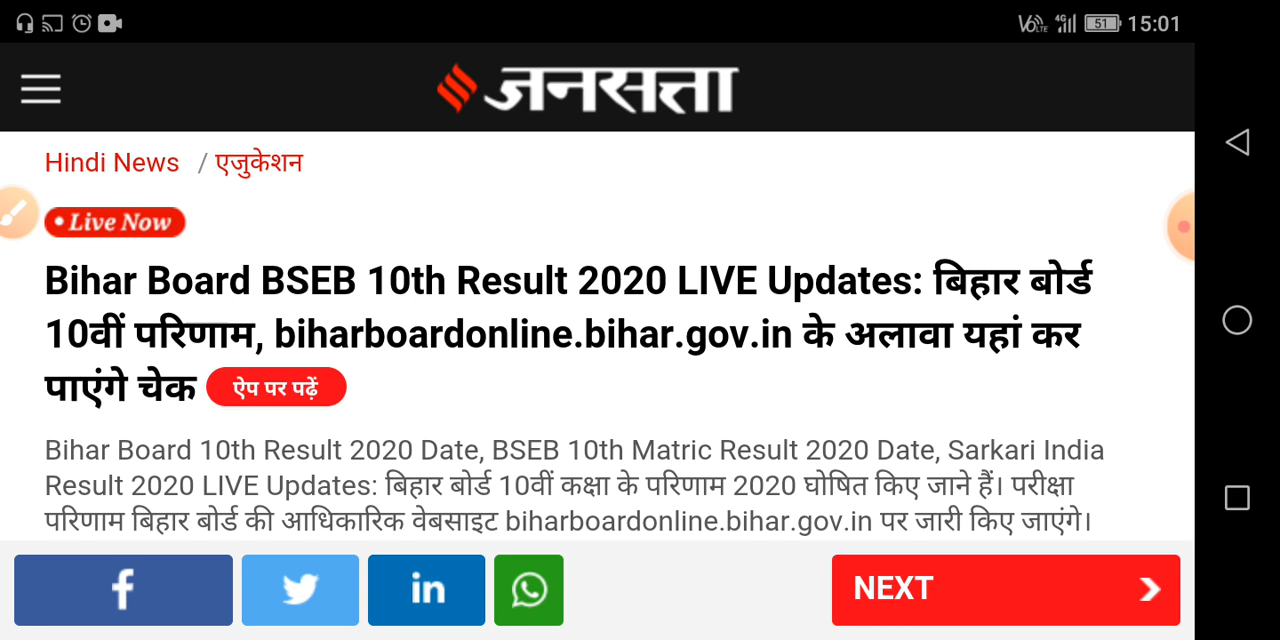 51 15:01
जनसत्ता
Hindi News / एजुकेशन
• Live Now
Bihar Board BSEB 10th Result 2020 LIVE Updates: बिहार बोर्ड
10वीं परिणाम, biharboardonline.bihar.gov.in के अलावा यहां कर
पाएंगे चेक ऐप पर पढ़ें
Bihar Board 10th Result 2020 Date, BSEB 10th Matric Result 2020 Date, Sarkari India
Result 2020 LIVE Updates: बिहार बोर्ड 10वीं कक्षा के परिणाम 2020 घोषित किए जाने हैं। परीक्षा
परिणाम बिहार बोर्ड की आधिकारिक वेबसाइट biharboardonline.bihar.gov.in पर जारी किए जाएंगे।
NEXT